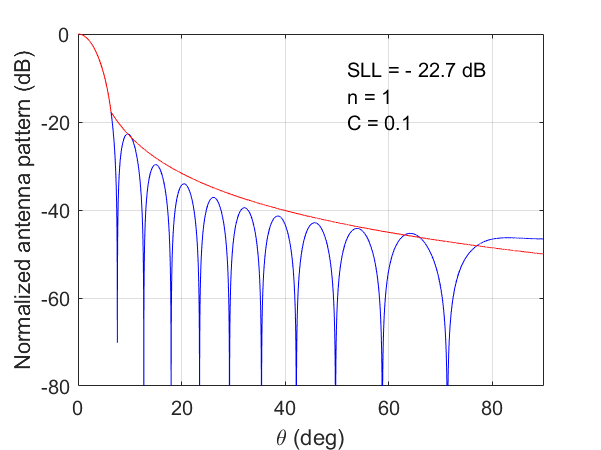 0
-20
-40
-60
-80
0
20
40
60
80
Normalized antenna pattern (dB)
θ (deg)
SLL = - 22.7 dB
n = 1
C = 0.1